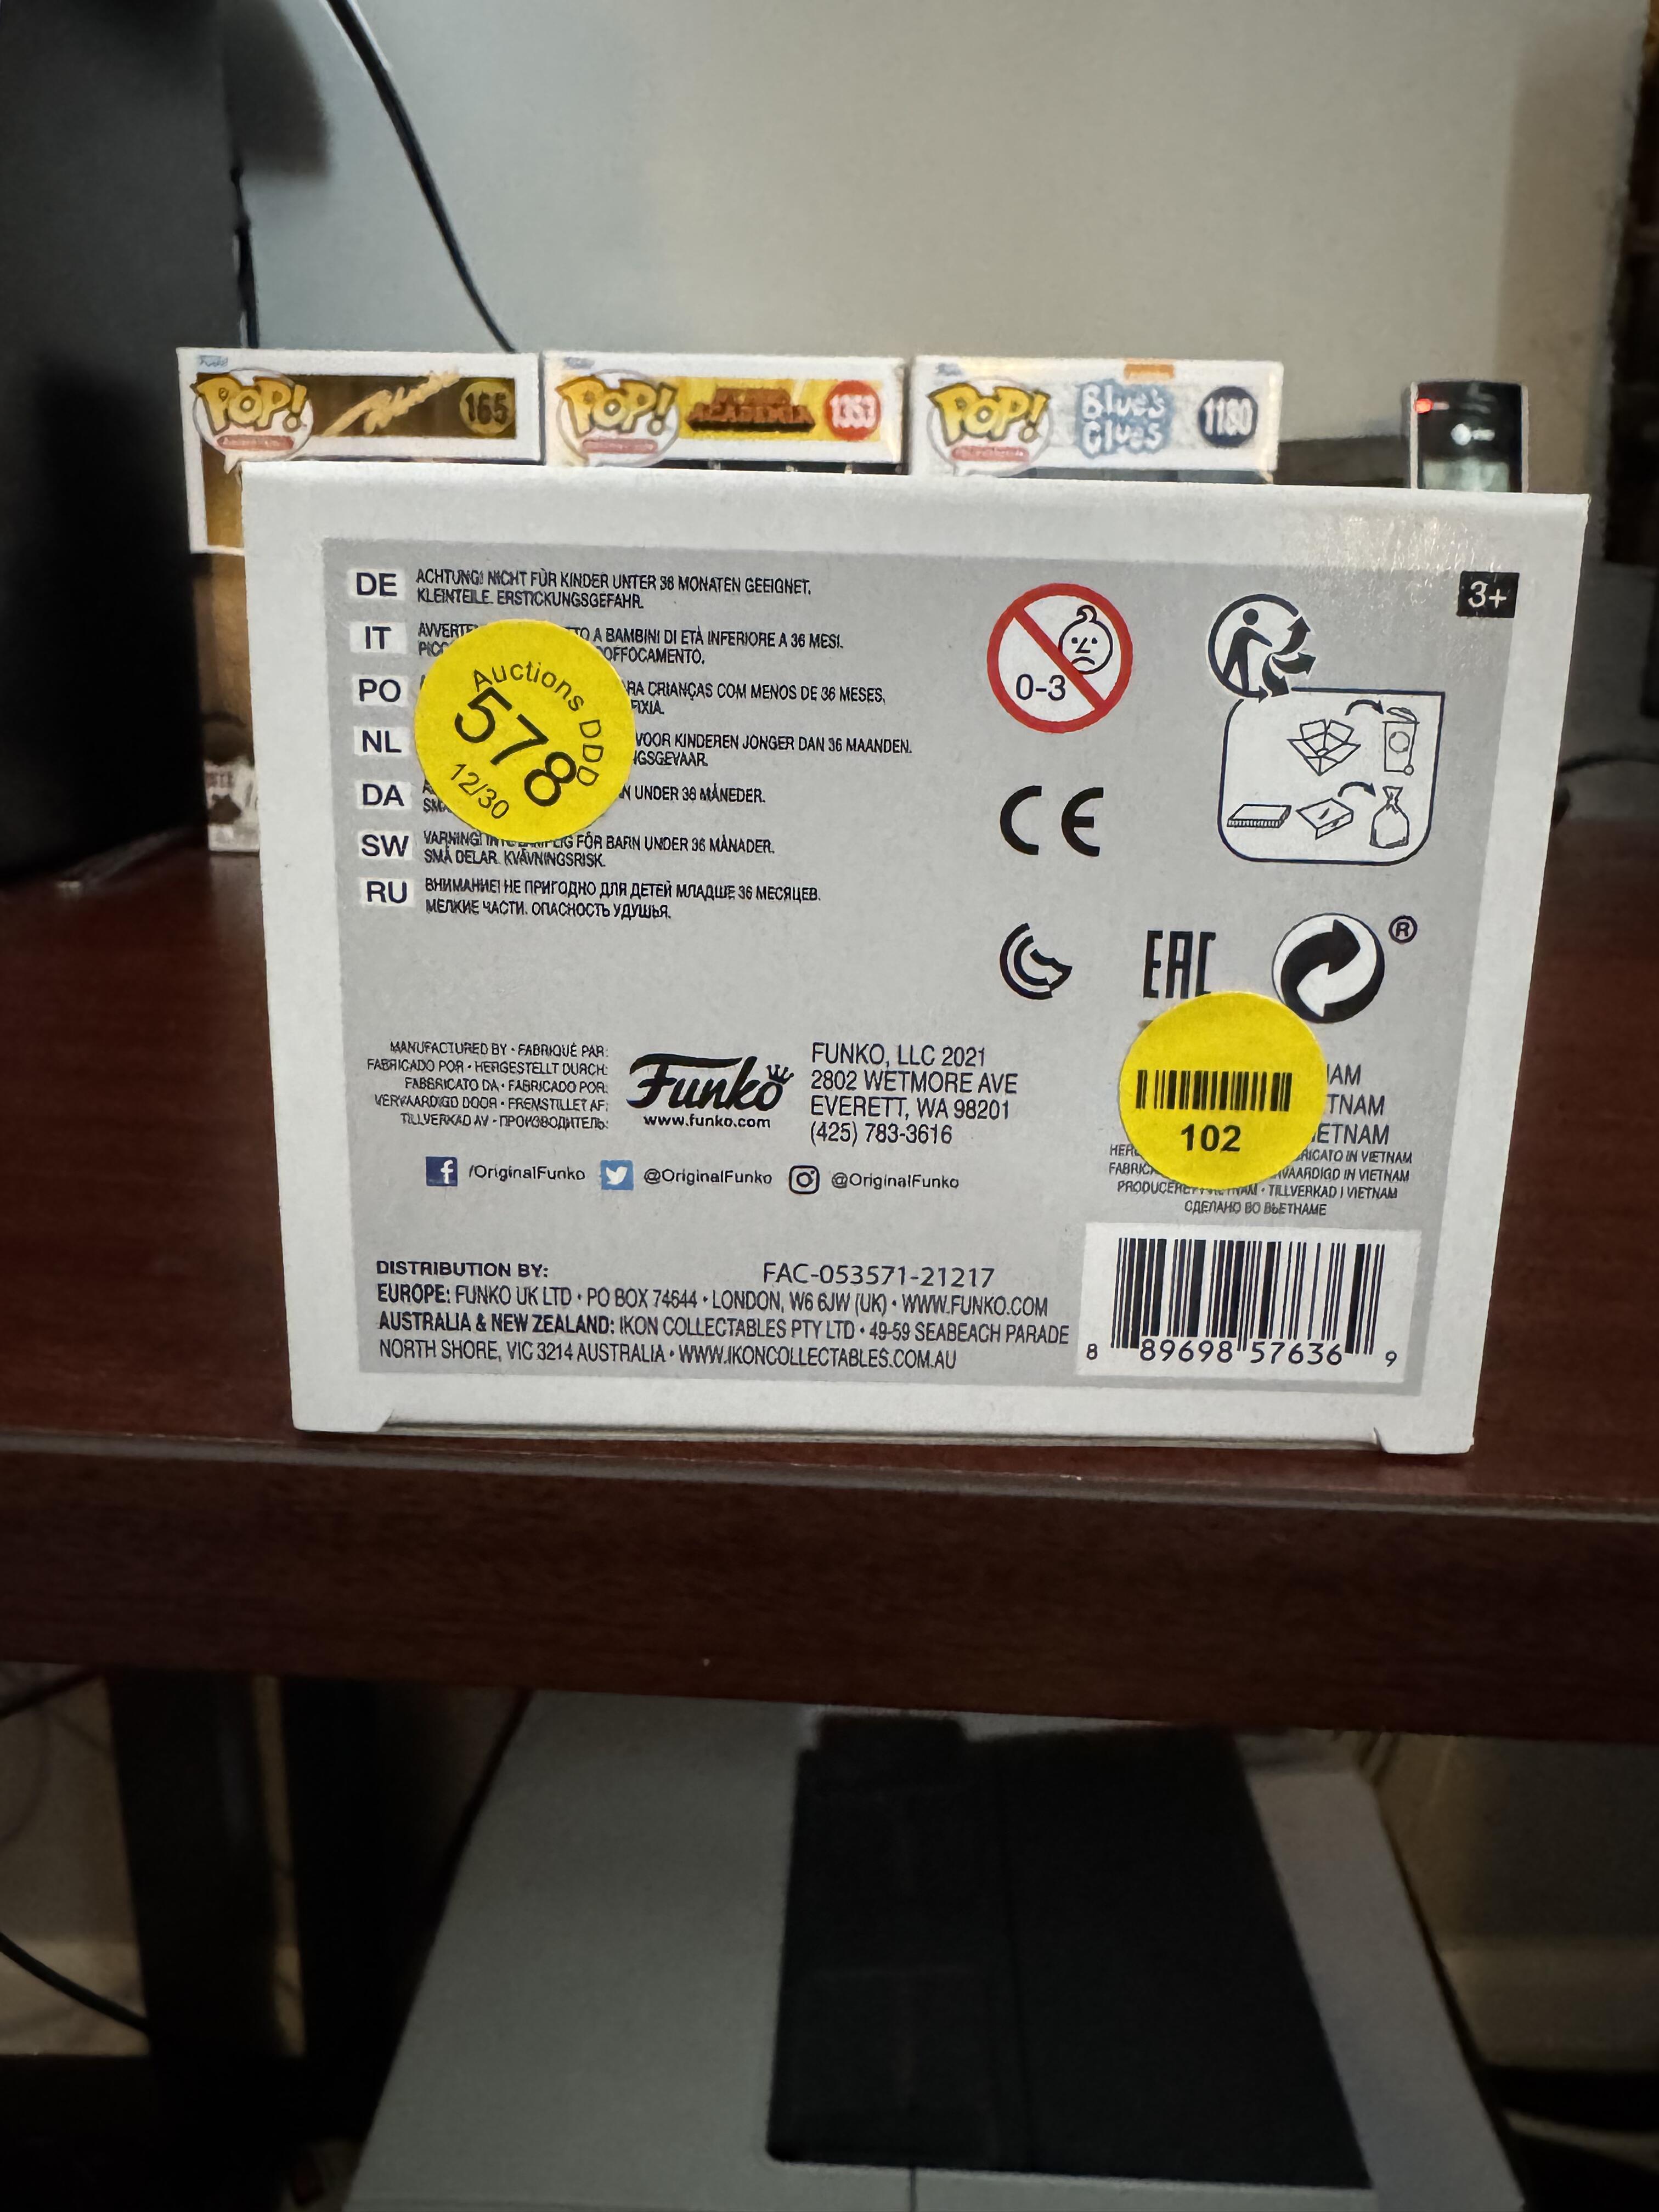 Funko
POP!
165
POP!
ACADEMIA
1353
POP!
Blue's
Clues
1180
3+
DE
ACHTUNG! NICHT FÜR KINDER UNTER 36 MONATEN GEEIGNET.
KLEINTEILE. ERSTICKUNGSGEFAHR.
IT
A BAMBINI DI ETÀ INFERIORE A 36 MESI.
PO
CRIANÇAS COM MENOS DE 36 MESES.
NL
VOOR KINDEREN JONGER DAN 36 MAANDEN.
DA
UNDER 36 MÅNEDER.
SW
VARNING! FÖR BARN UNDER 36 MÅNADER.
SMÅ DELAR. KVÄVNINGSRISK.
RU
ВНИМАНИЕ! НЕ ПРИГОДНО ДЛЯ ДЕТЕЙ МЛАДШЕ 36 МЕСЯЦЕВ.
МЕЛКИЕ ЧАСТИ. ОПАСНОСТЬ УДУШЬЯ.
Auctions DDD
578
12/30
0-3
CE
EAC
®
MANUFACTURED BY • FABRIQUÉ PAR:
FABRICADO POR • HERGESTELLT DURCH:
FABBRICATO DA • FABRICADO POR:
VERVAARDIGD DOOR • FREMSTILLET AF:
TILLVERKAD AV • ПРОИЗВОДИТЕЛЬ:
Funko
www.funko.com
FUNKO, LLC 2021
2802 WETMORE AVE
EVERETT, WA 98201
(425) 783-3616
102
IN VIETNAM
IN VIETNAM
TILLVERKAD I VIETNAM
СДЕЛАНО ВО ВЬЕТНАМЕ
/OriginalFunko
@OriginalFunko
@OriginalFunko
DISTRIBUTION BY:
FAC-053571-21217
EUROPE: FUNKO UK LTD • PO BOX 74644 • LONDON, W6 6JW (UK) • WWW.FUNKO.COM
AUSTRALIA & NEW ZEALAND: IKON COLLECTABLES PTY LTD • 49-59 SEABEACH PARADE
NORTH SHORE, VIC 3214 AUSTRALIA • WWW.IKONCOLLECTABLES.COM.AU
8 89698 57636 9